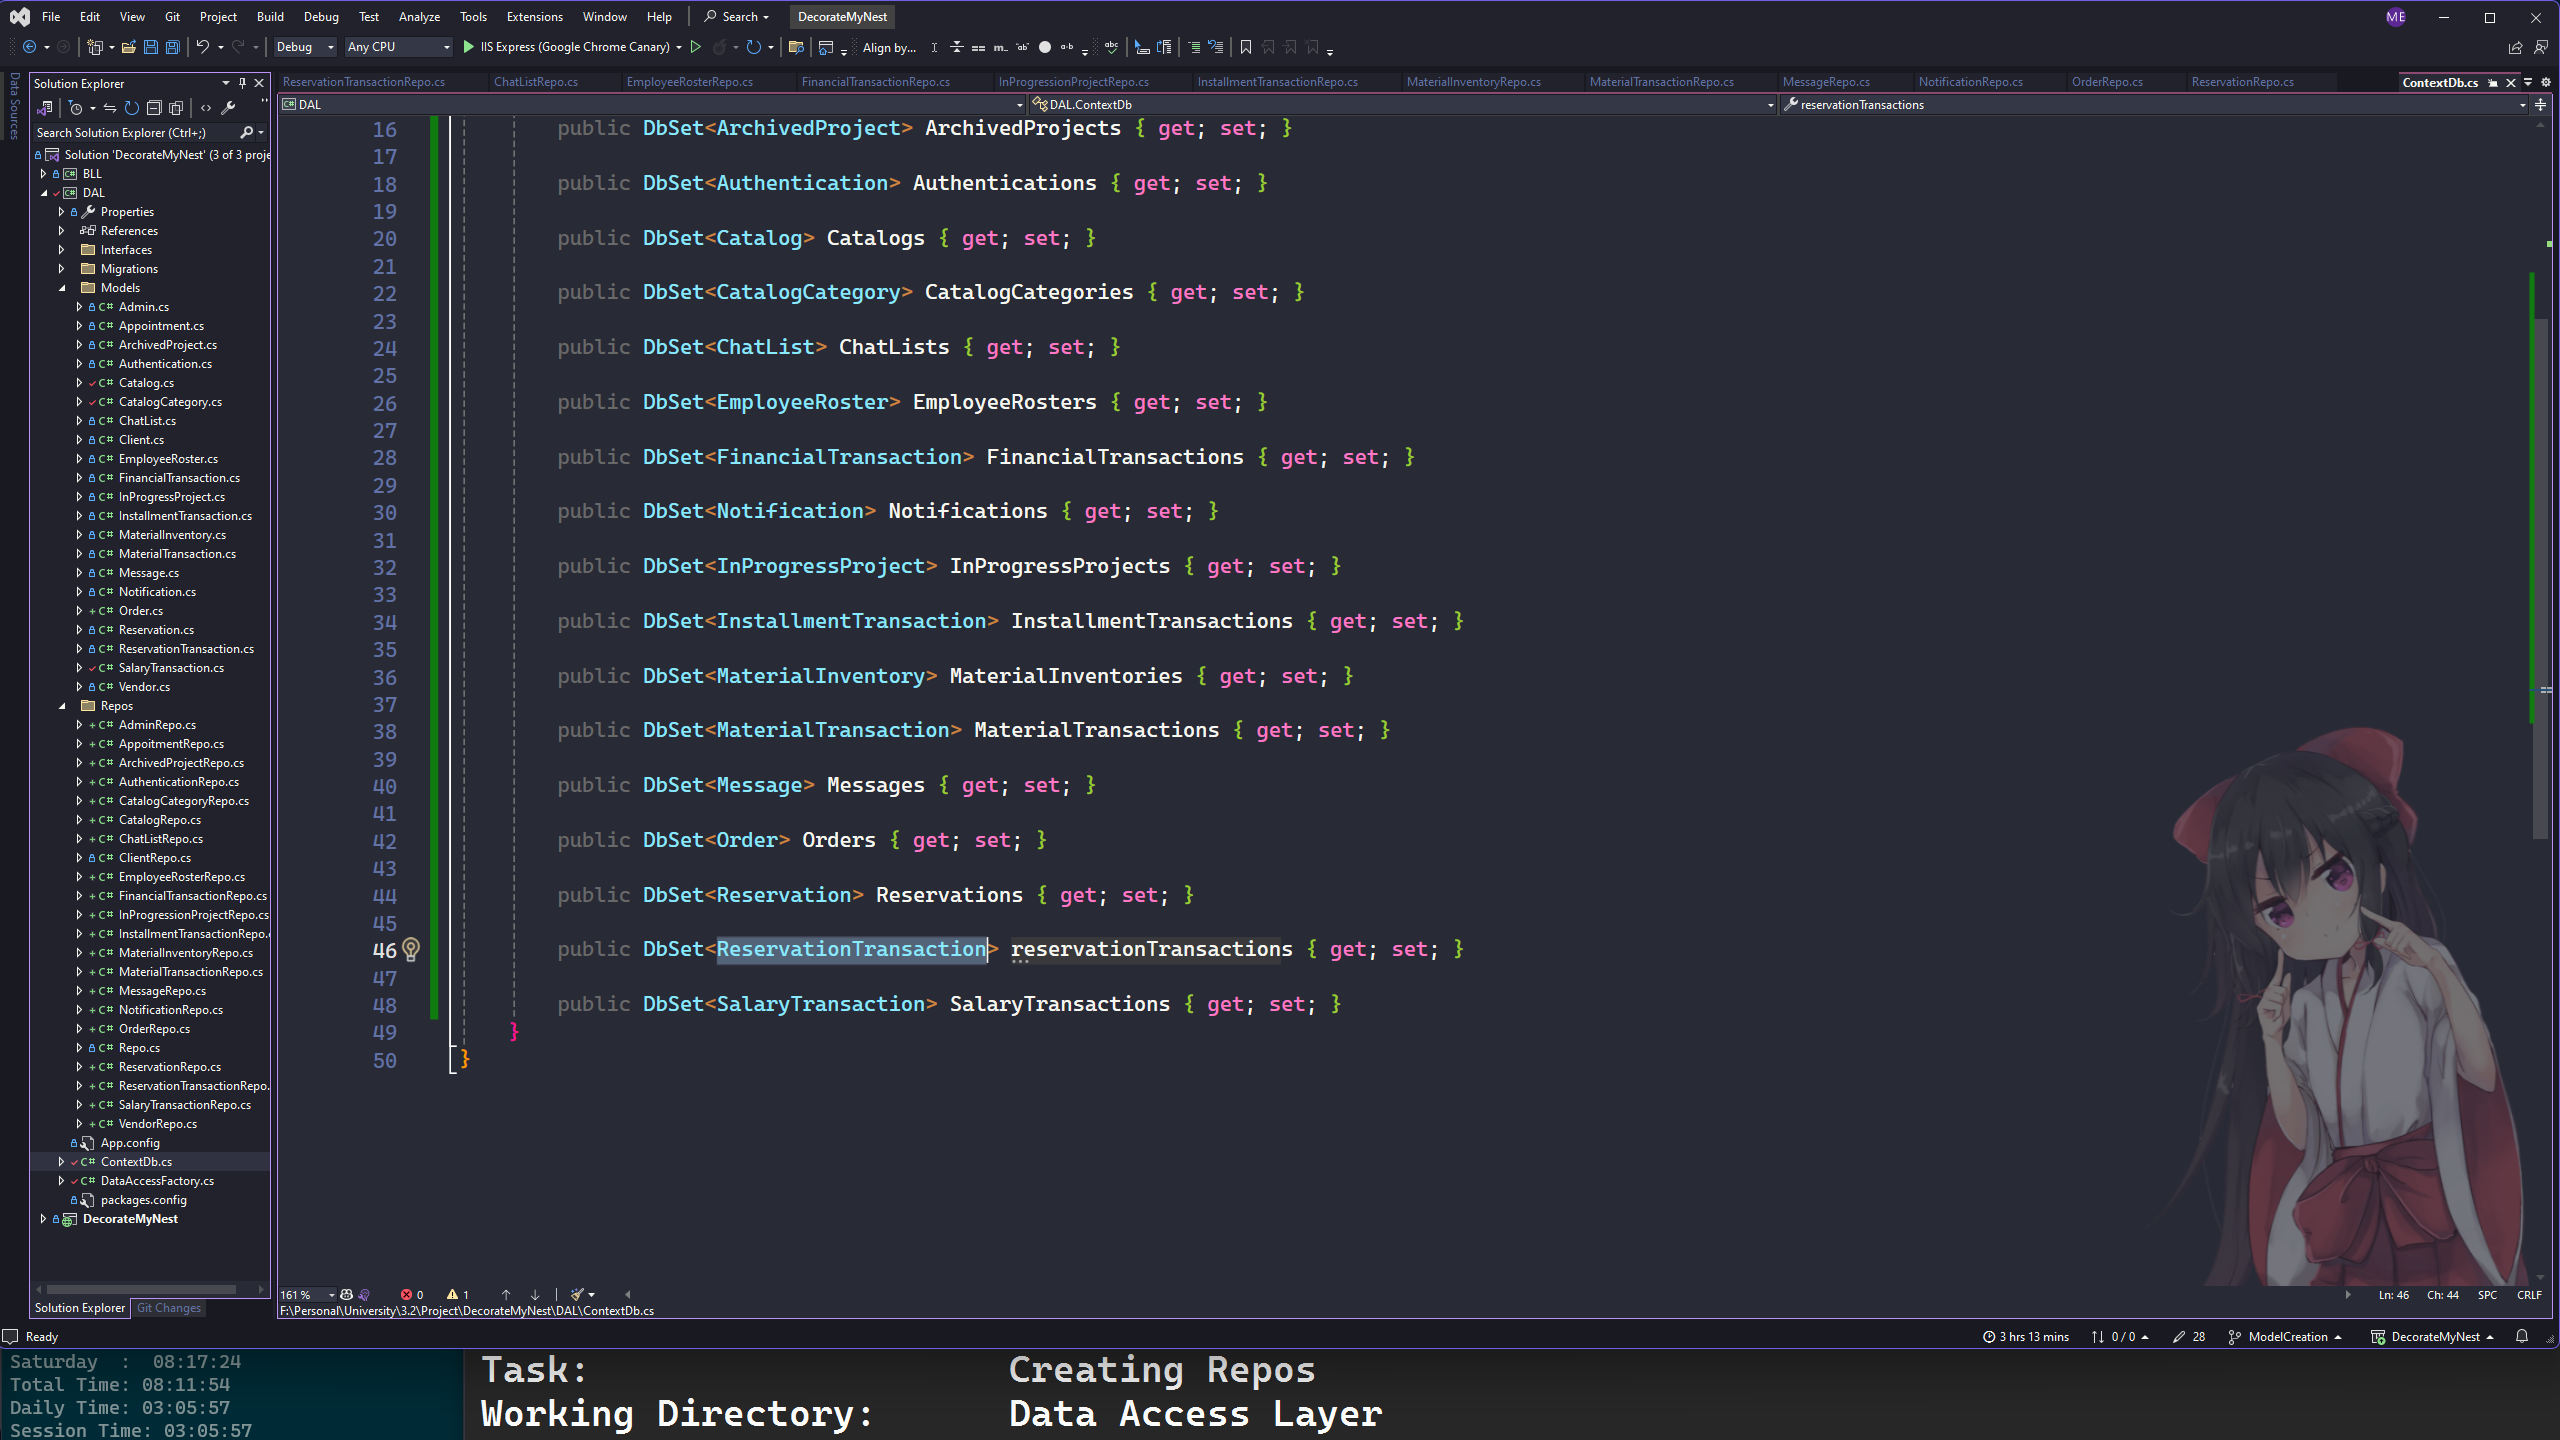 File Edit View Git Project Build Debug Test Analyze Tools Extensions Window Help Search DecorateMyNest ME
Debug Any CPU IIS Express (Google Chrome Canary) Align by...
Data Sources
Solution Explorer
Search Solution Explorer (Ctrl+;)
Solution 'DecorateMyNest' (3 of 3 proje
BLL
DAL
Properties
References
Interfaces
Migrations
Models
Admin.cs
Appointment.cs
ArchivedProject.cs
Authentication.cs
Catalog.cs
CatalogCategory.cs
ChatList.cs
Client.cs
EmployeeRoster.cs
FinancialTransaction.cs
InProgressProject.cs
InstallmentTransaction.cs
MaterialInventory.cs
MaterialTransaction.cs
Message.cs
Notification.cs
Order.cs
Reservation.cs
ReservationTransaction.cs
SalaryTransaction.cs
Vendor.cs
Repos
AdminRepo.cs
AppoitmentRepo.cs
ArchivedProjectRepo.cs
AuthenticationRepo.cs
CatalogCategoryRepo.cs
CatalogRepo.cs
ChatListRepo.cs
ClientRepo.cs
EmployeeRosterRepo.cs
FinancialTransactionRepo.cs
InProgressionProjectRepo.cs
InstallmentTransactionRepo.
MaterialInventoryRepo.cs
MaterialTransactionRepo.cs
MessageRepo.cs
NotificationRepo.cs
OrderRepo.cs
Repo.cs
ReservationRepo.cs
ReservationTransactionRepo.
SalaryTransactionRepo.cs
VendorRepo.cs
App.config
ContextDb.cs
DataAccessFactory.cs
packages.config
DecorateMyNest
Solution Explorer Git Changes
ReservationTransactionRepo.cs ChatListRepo.cs EmployeeRosterRepo.cs FinancialTransactionRepo.cs InProgressionProjectRepo.cs InstallmentTransactionRepo.cs MaterialInventoryRepo.cs MaterialTransactionRepo.cs MessageRepo.cs NotificationRepo.cs OrderRepo.cs ReservationRepo.cs ContextDb.cs
DAL DAL.ContextDb reservationTransactions
16 public DbSet<ArchivedProject> ArchivedProjects { get; set; }
17
18 public DbSet<Authentication> Authentications { get; set; }
19
20 public DbSet<Catalog> Catalogs { get; set; }
21
22 public DbSet<CatalogCategory> CatalogCategories { get; set; }
23
24 public DbSet<ChatList> ChatLists { get; set; }
25
26 public DbSet<EmployeeRoster> EmployeeRosters { get; set; }
27
28 public DbSet<FinancialTransaction> FinancialTransactions { get; set; }
29
30 public DbSet<Notification> Notifications { get; set; }
31
32 public DbSet<InProgressProject> InProgressProjects { get; set; }
33
34 public DbSet<InstallmentTransaction> InstallmentTransactions { get; set; }
35
36 public DbSet<MaterialInventory> MaterialInventories { get; set; }
37
38 public DbSet<MaterialTransaction> MaterialTransactions { get; set; }
39
40 public DbSet<Message> Messages { get; set; }
41
42 public DbSet<Order> Orders { get; set; }
43
44 public DbSet<Reservation> Reservations { get; set; }
45
46 public DbSet<ReservationTransaction> reservationTransactions { get; set; }
47
48 public DbSet<SalaryTransaction> SalaryTransactions { get; set; }
49 }
50 }
161 % 0 1 Ln: 46 Ch: 44 SPC CRLF
F:\Personal\University\3.2\Project\DecorateMyNest\DAL\ContextDb.cs
Ready 3 hrs 13 mins 0 / 0 28 ModelCreation DecorateMyNest
Saturday : 08:17:24
Total Time: 08:11:54
Daily Time: 03:05:57
Session Time: 03:05:57
Task: Creating Repos
Working Directory: Data Access Layer